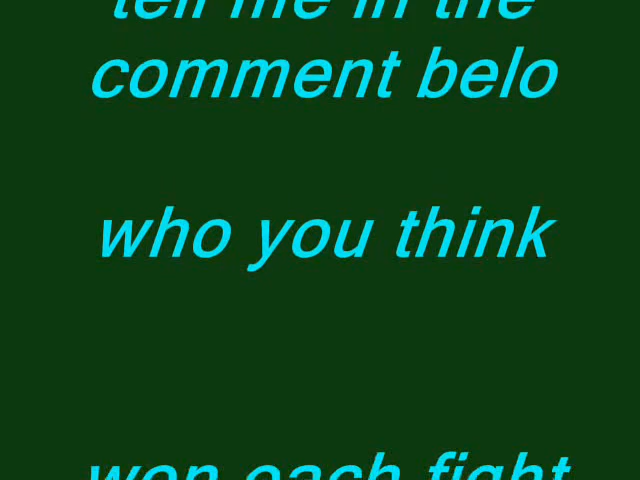 tell me in the
comment belo
who you think
won each fight